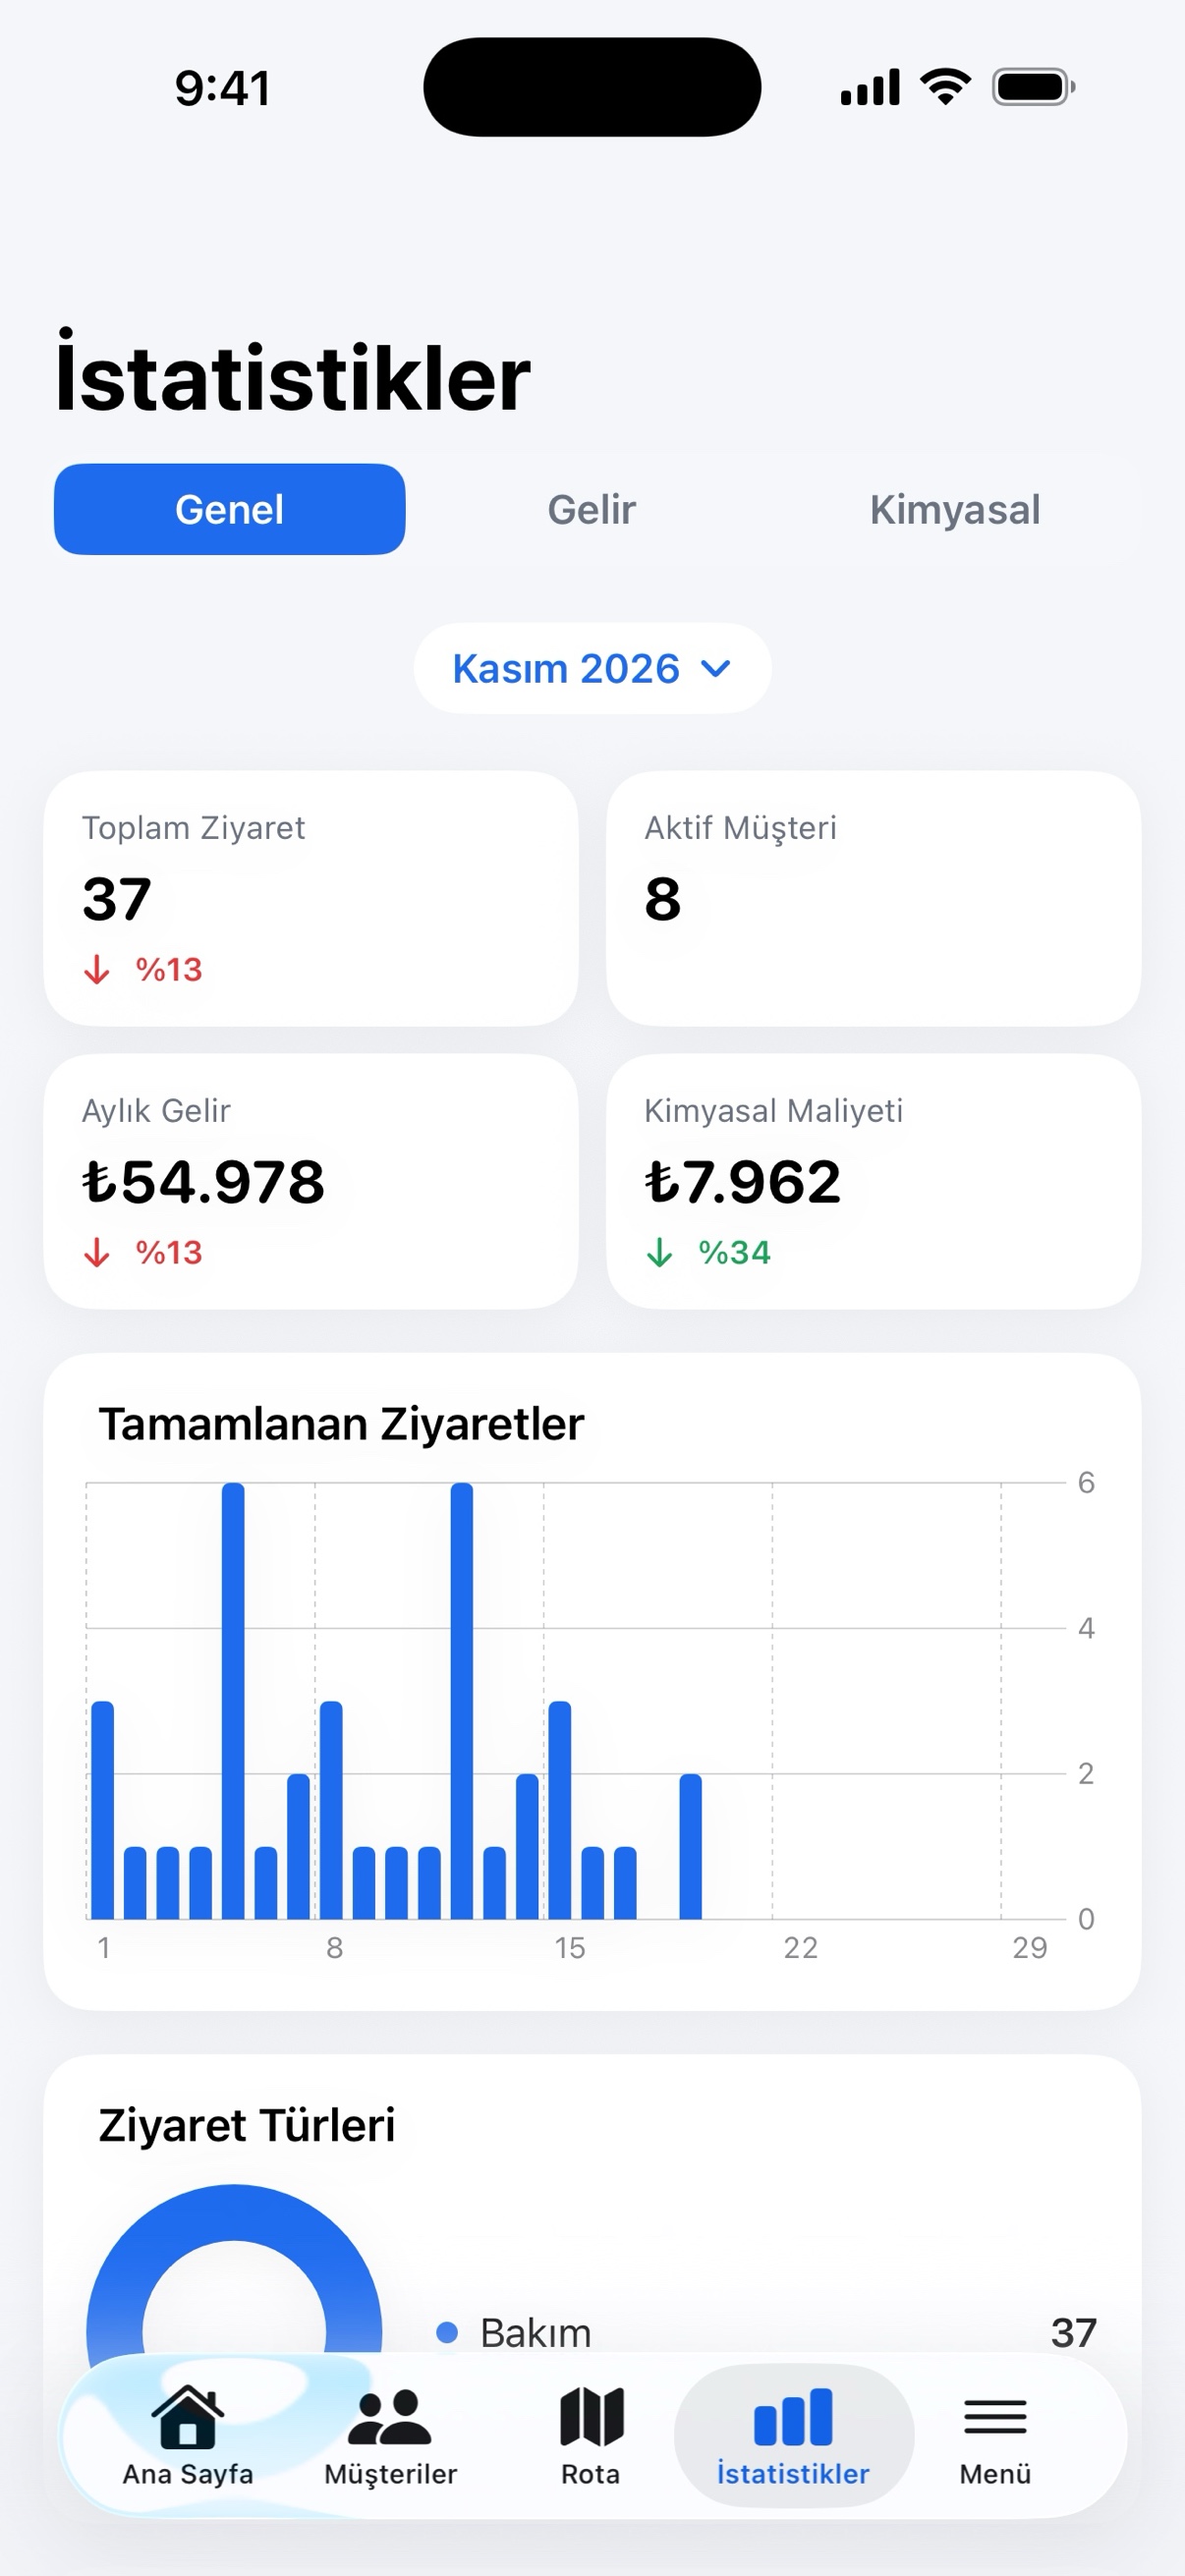 9:41
İstatistikler
Genel Gelir Kimyasal
Kasım 2026
Toplam Ziyaret
37
%13
Aktif Müşteri
8
Aylık Gelir
₺54.978
%13
Kimyasal Maliyeti
₺7.962
%34
Tamamlanan Ziyaretler
6
4
2
0
1 8 15 22 29
Ziyaret Türleri
Bakım 37
Ana Sayfa Müşteriler Rota İstatistikler Menü